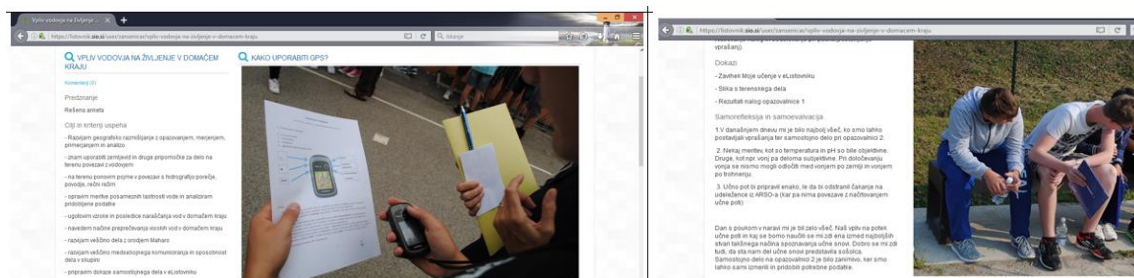 Vpliv vodovja na življenje ...
https://listovnik.sio.si/user/zansenicar/vpliv-vodovja-na-zivljenje-v-domacem-kraju
Iskanje
VPLIV VODOVJA NA ŽIVLJENJE V DOMAČEM
KRAJU
Komentarji (0)
Predznanje
Rešena anketa
Cilji in kriteriji uspeha
- Razvijam geografsko razmišljanje z opazovanjem, merjenjem,
primerjanjem in analizo
- znam uporabiti zemljevid in druge pripomočke za delo na
terenu povezavi z vodovjem
- na terenu ponovim pojme v povezavi s hidrografijo porečje,
povodje, rečni režim
- opravim meritve posameznih lastnosti vode in analiziram
pridobljene podatke
- ugotovim vzroke in posledice naraščanja vod v domačem kraju
- navedem načine preprečevanja visokih vod v domačem kraju
- razvijam veščino dela z orodjem Mahara
- razvijam veščino medsebojnega komuniciranja in sposobnost
dela v skupini
- pripravim dokaze samostojnega dela v eListovniku
KAKO UPORABITI GPS?
https://listovnik.sio.si/user/zansenicar/vpliv-vodovja-na-zivljenje-v-domacem-kraju
vprašanj).
Dokazi
- Zavihek Moje učenje v eListovniku
- Slika s terenskega dela
- Rezultati nalog opazovalnice 1
Samorefleksija in samoevalvacija
1.V današnjem dnevu mi je bilo najbolj všeč, ko smo lahko
postavljali vprašanja ter samostojno delo pri opazovalnici 2.
2. Nekaj meritev, kot so temperatura in pH so bile objektivne.
Druge, kot npr. vonj pa deloma subjektivne. Pri določevanju
vonja se nismo mogli odločiti med vonjem po zemlji in vonjem
po trohnenju.
3. Učno pot bi pripravil enako, le da bi odstranil čakanje na
udeležence iz ARSO-a (kar pa nima povezave z načrtovanjem
učne poti)
Dan s poukom v naravi mi je bil zelo všeč. Naš vpliv na potek
učne poti in kaj se bomo naučili se mi zdi ena izmed najboljših
stvari takšnega načina spoznavanja učne snovi. Dobro se mi zdi
tudi, da sta nam del učne snovi predstavila sošolca.
Samostojno delo na opazovalnici 2 je bilo zanimivo, ker smo
lahko sami izmerili in pridobili potrebne podatke.